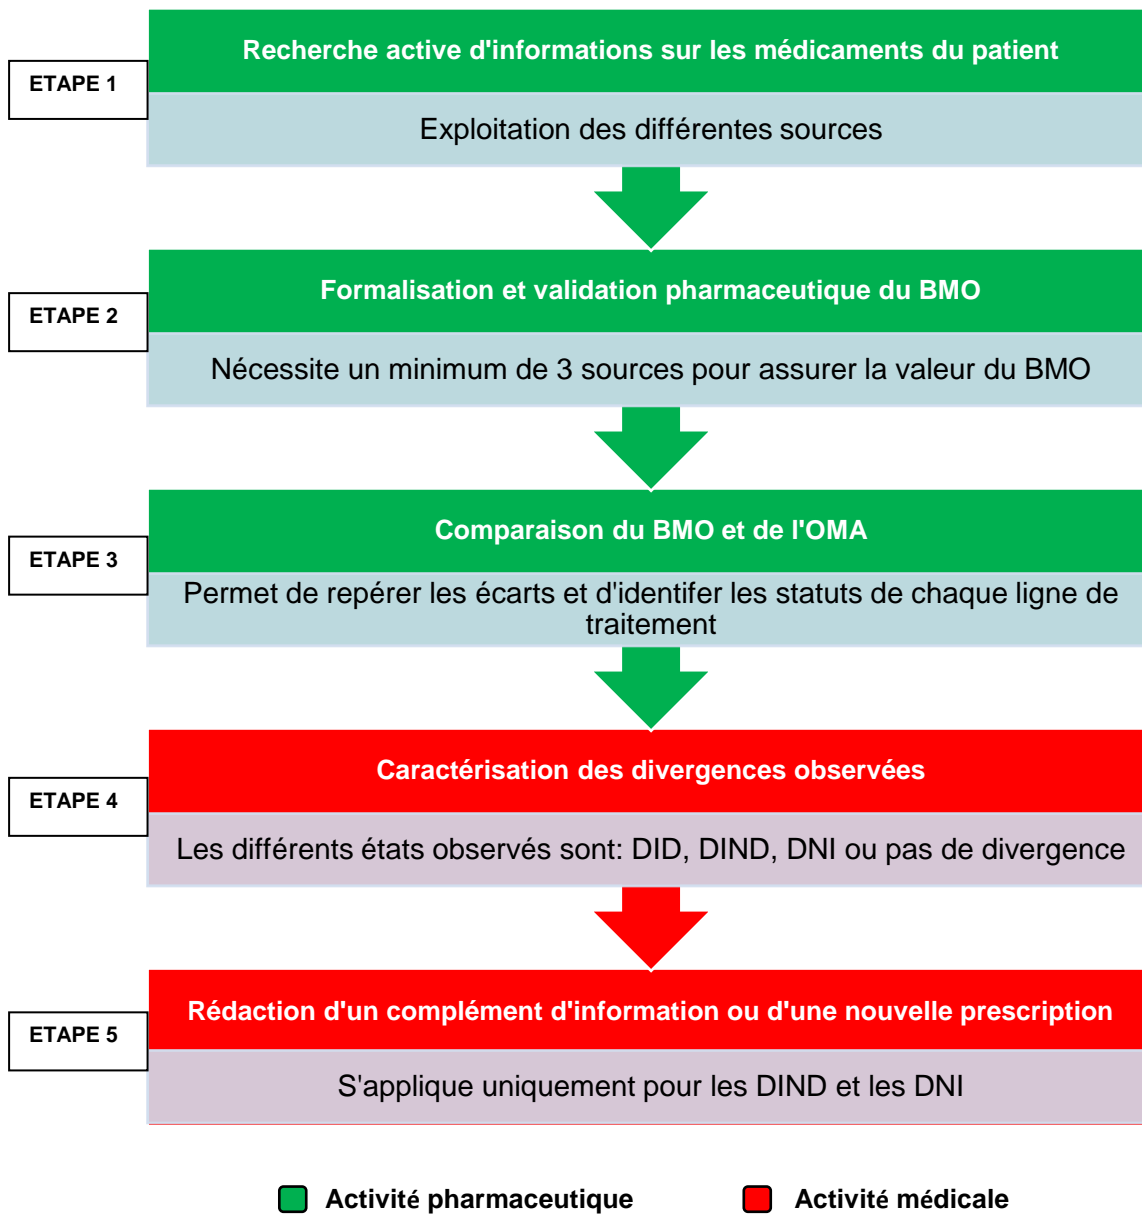 Recherche active d'informations sur les médicaments du patient
ETAPE 1
Exploitation des différentes sources
Formalisation et validation pharmaceutique du BMO
ETAPE 2
Nécessite un minimum de 3 sources pour assurer la valeur du BMO
Comparaison du BMO et de l'OMA
ETAPE 3
Permet de repérer les écarts et d'identifer les statuts de chaque ligne de
traitement
Caractérisation des divergences observées
ETAPE 4
Les différents états observés sont: DID, DIND, DNI ou pas de divergence
Rédaction d'un complément d'information ou d'une nouvelle prescription
ETAPE 5
S'applique uniquement pour les DIND et les DNI
Activité pharmaceutique
Activité médicale